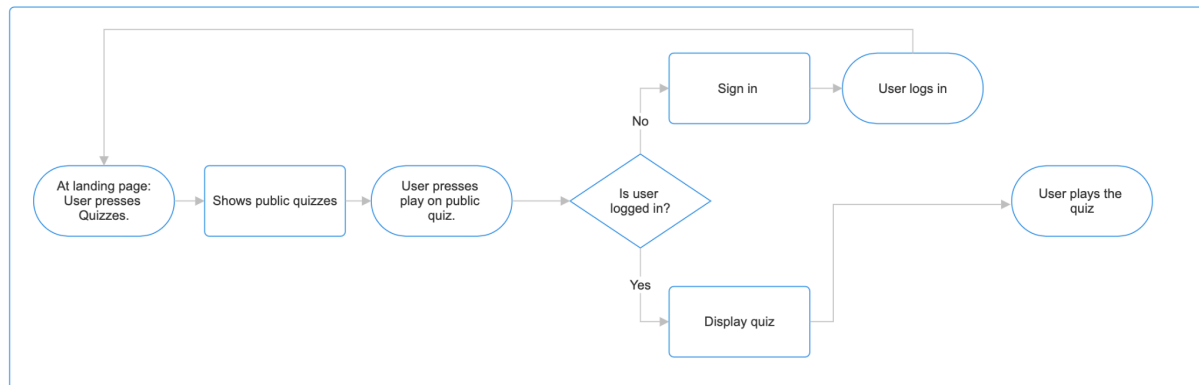 Sign in
User logs in
No
At landing page:
User presses
Quizzes.
Shows public quizzes
User presses
play on public
quiz.
Is user
logged in?
User plays the
quiz
Yes
Display quiz